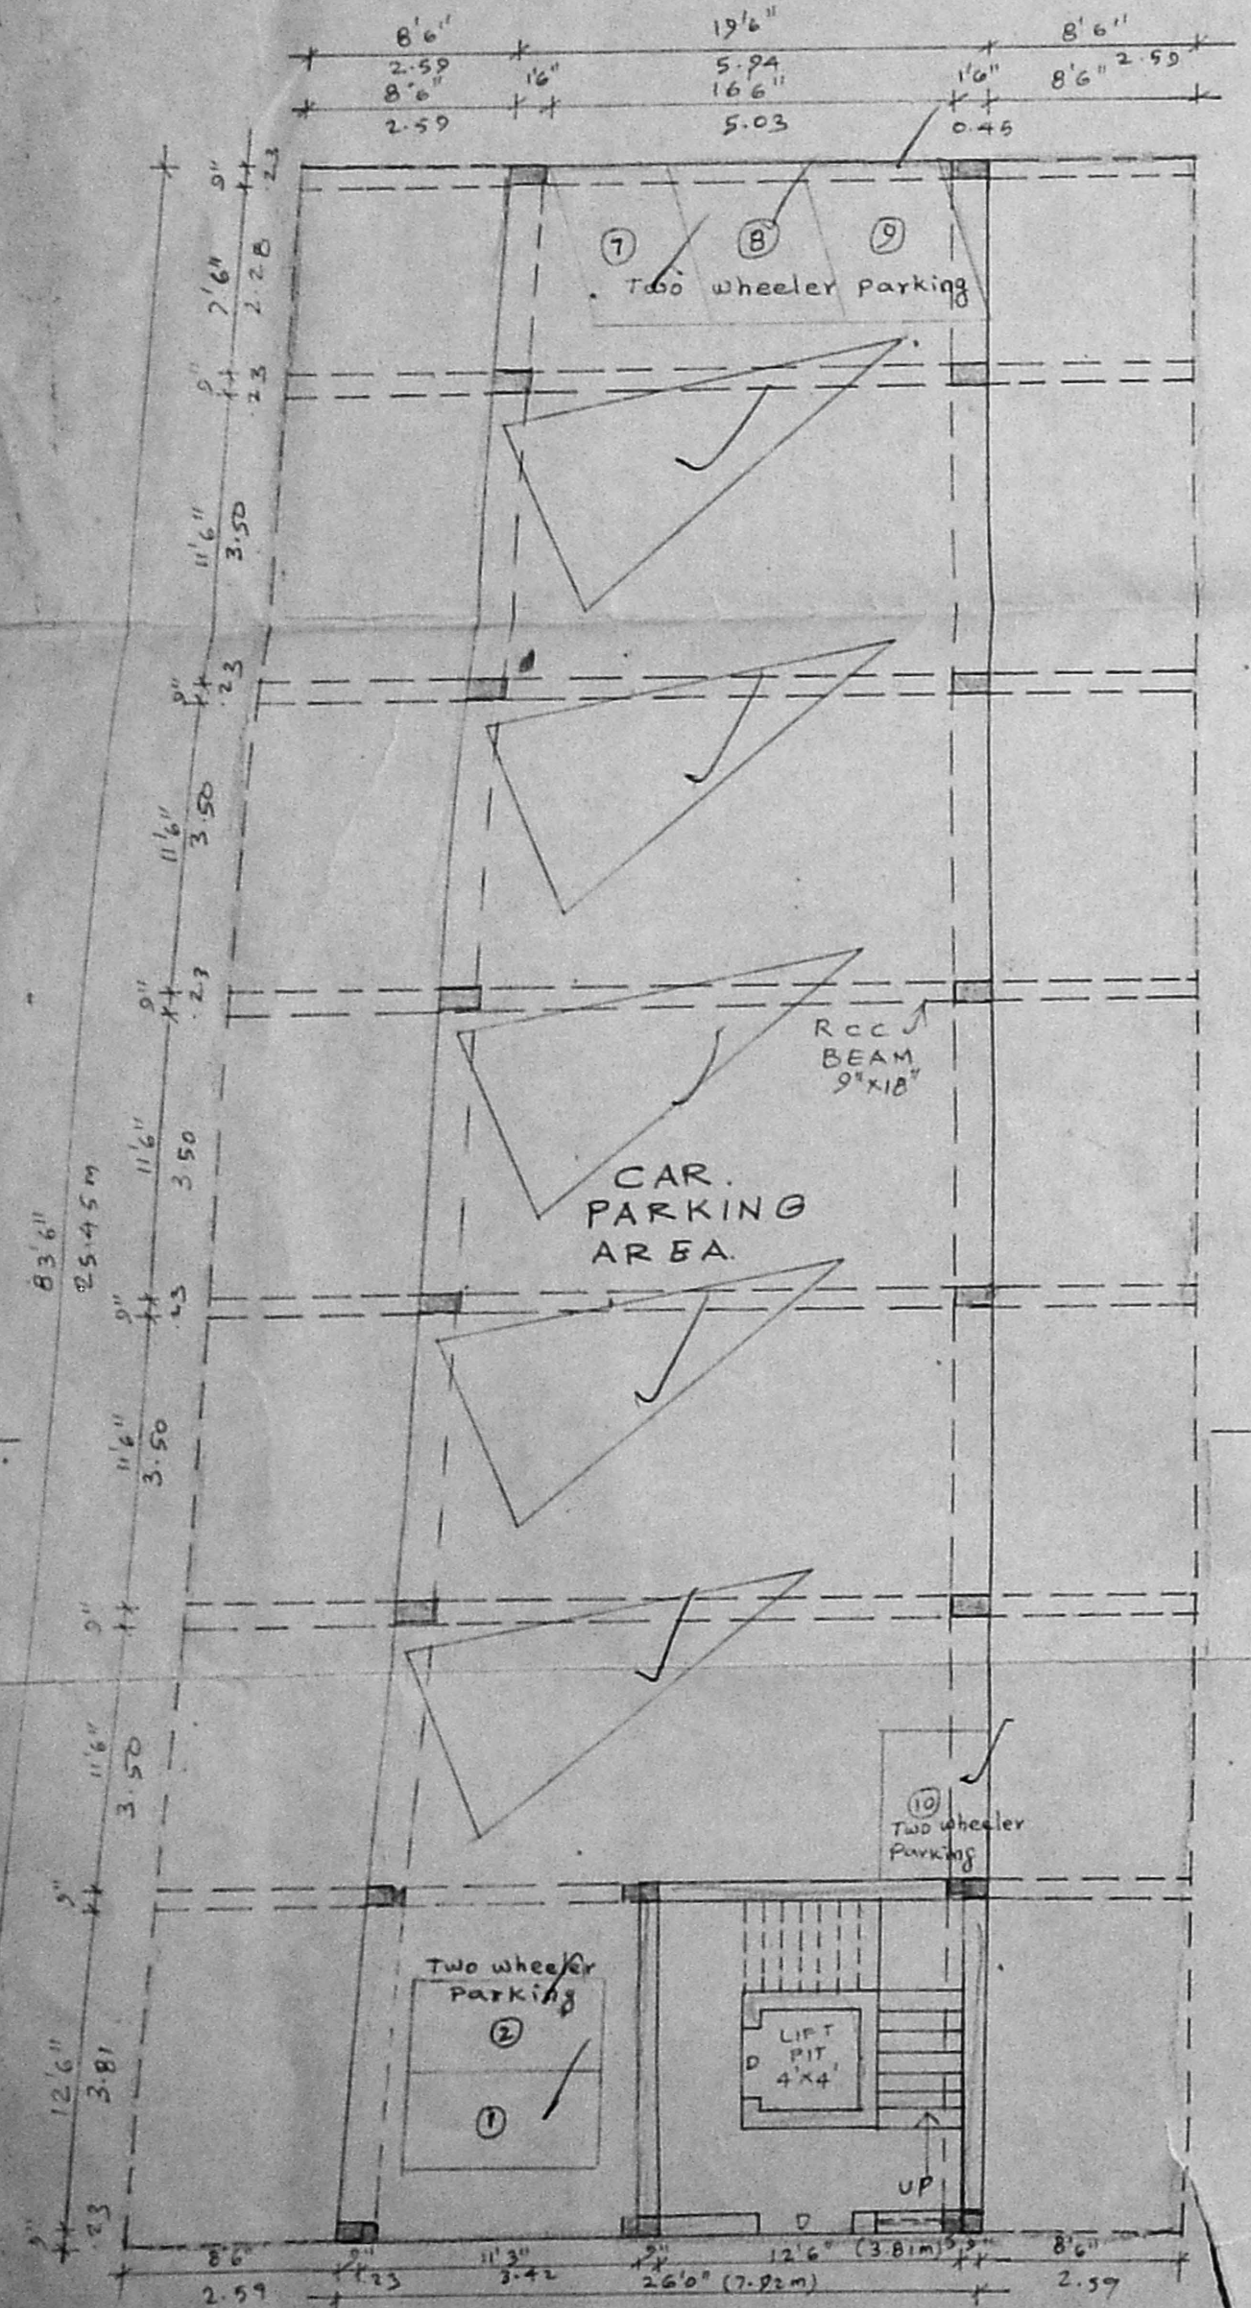 8'6"
19'6"
8'6"
2.59
5.94
2.59
8'6"
1'6"
16'6"
1'6"
8'6"
2.59
5.03
0.45
9"
.23
7'6"
2.28
9"
.23
11'6"
3.50
9"
.23
11'6"
3.50
9"
.23
11'6"
3.50
9"
.23
11'6"
3.50
9"
11'6"
3.50
9"
12'6"
3.81
9"
.23
83'6"
25.45m
7 8 9
Two wheeler Parking
RCC
BEAM
9"x18"
CAR.
PARKING
AREA.
10
Two wheeler
Parking
Two wheeler
Parking
2
1
LIFT
PIT
4'x4'
D
UP
D
8'6"
9"
11'3"
9"
12'6" (3.81m)
9"
8'6"
2.59
.23
3.42
26'0" (7.92m)
2.59